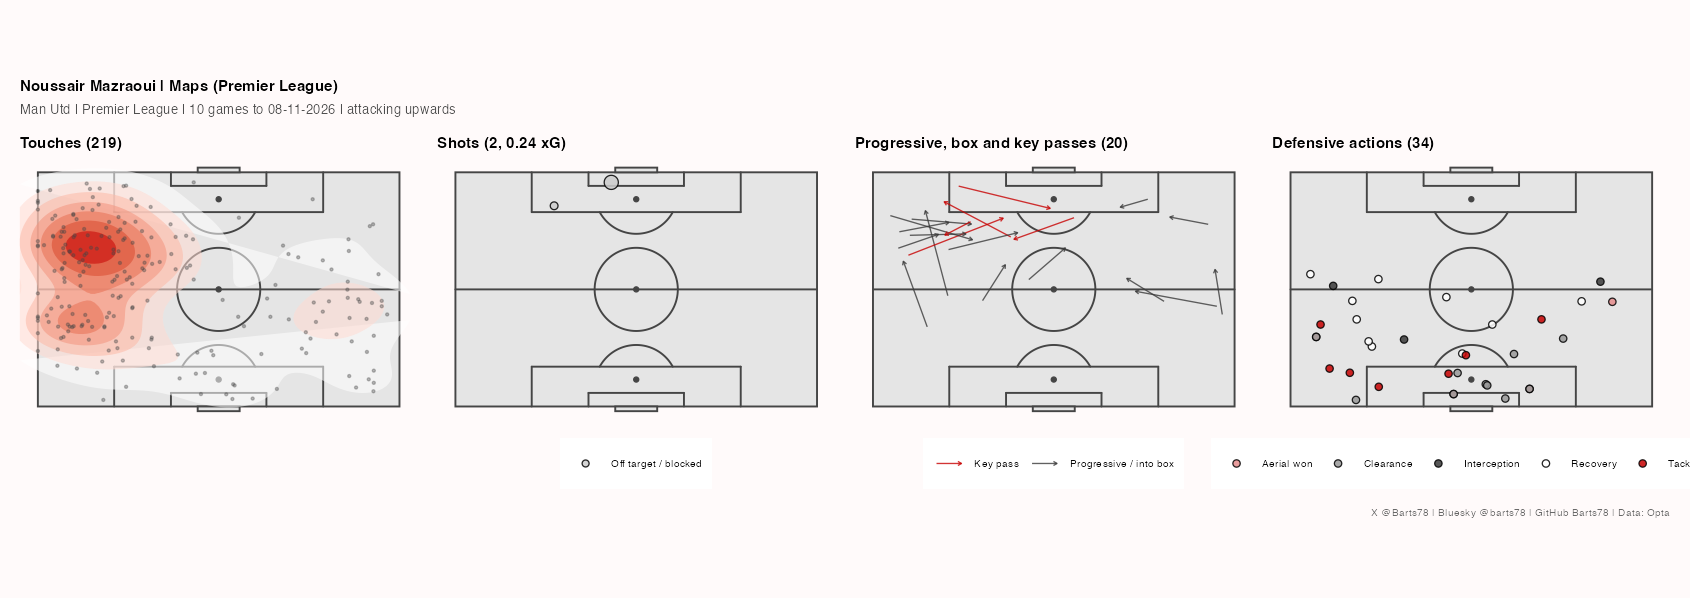 Noussair Mazraoui | Maps (Premier League)
Man Utd | Premier League | 10 games to 08-11-2026 | attacking upwards
Touches (219)
Shots (2, 0.24 xG)
Progressive, box and key passes (20)
Defensive actions (34)
Off target / blocked
Key pass
Progressive / into box
Aerial won
Clearance
Interception
Recovery
Tack
X @Barts78 | Bluesky @barts78 | GitHub Barts78 | Data: Opta